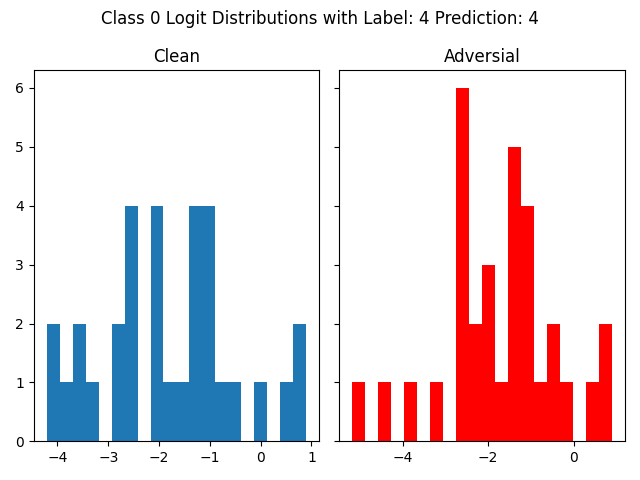 Class 0 Logit Distributions with Label: 4 Prediction: 4
Clean
Adversial
6
5
4
3
2
1
0
−4 −3 −2 −1 0 1
−4 −2 0